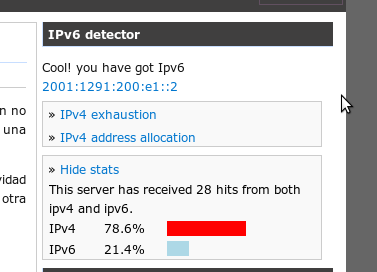 IPv6 detector
Cool! you have got Ipv6
2001:1291:200:e1::2
» IPv4 exhaustion
» IPv4 address allocation
» Hide stats
This server has received 28 hits from both
ipv4 and ipv6.
IPv4 78.6%
IPv6 21.4%
n no
una
vidad
otra